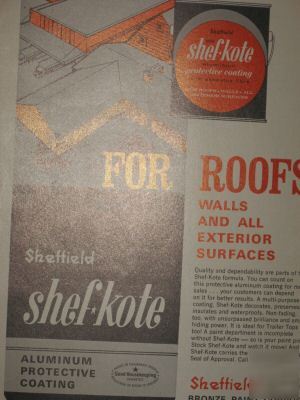 Sheffield
shef-kote
protective coating
FOR ROOFS
WALLS
AND ALL
EXTERIOR
SURFACES
Sheffield
shef-kote
ALUMINUM
PROTECTIVE
COATING
Good Housekeeping
Quality and dependability are parts of
Shef-Kote formula. You can count on
this protective aluminum coating for
sales ... your customers can depend
on it for better results. A multi-purpose
coating, Shef-Kote decorates, preserves
insulates and waterproofs. Non-fading
too, with unsurpassed brilliance and
hiding power. It is ideal for Trailer Tops
too! A paint department is incomplete
without Shef-Kote — so is your paint
Stock Shef-Kote and watch it move! And
Shef-Kote carries the
Seal of Approval. Call
Sheffield
BRONZE PAINT